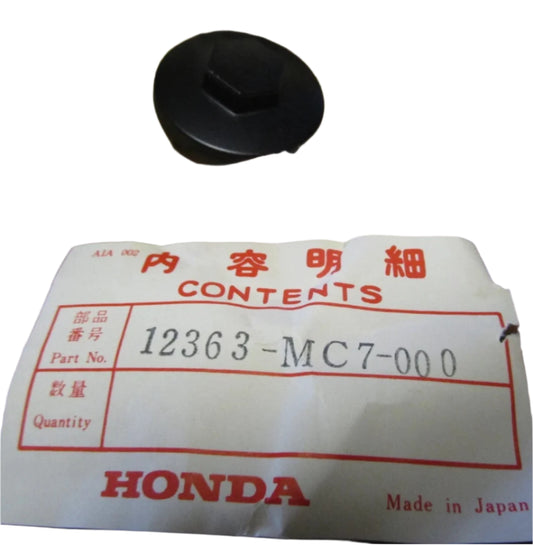 AIA 002
内容明細
CONTENTS
部品
番号
Part No.
12363-MC7-000
数量
Quantity
HONDA
Made in Japan